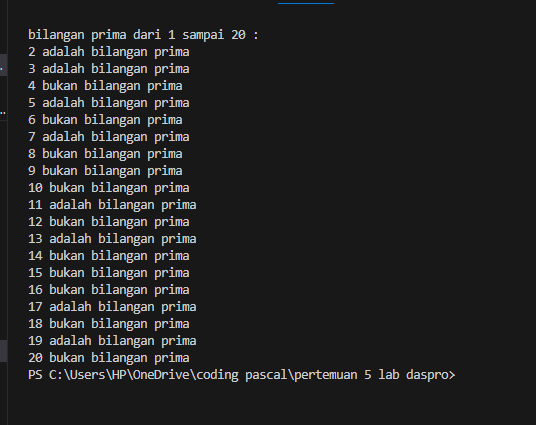 bilangan prima dari 1 sampai 20 :
2 adalah bilangan prima
3 adalah bilangan prima
4 bukan bilangan prima
5 adalah bilangan prima
6 bukan bilangan prima
7 adalah bilangan prima
8 bukan bilangan prima
9 bukan bilangan prima
10 bukan bilangan prima
11 adalah bilangan prima
12 bukan bilangan prima
13 adalah bilangan prima
14 bukan bilangan prima
15 bukan bilangan prima
16 bukan bilangan prima
17 adalah bilangan prima
18 bukan bilangan prima
19 adalah bilangan prima
20 bukan bilangan prima
PS C:\Users\HP\OneDrive\coding pascal\pertemuan 5 lab daspro>